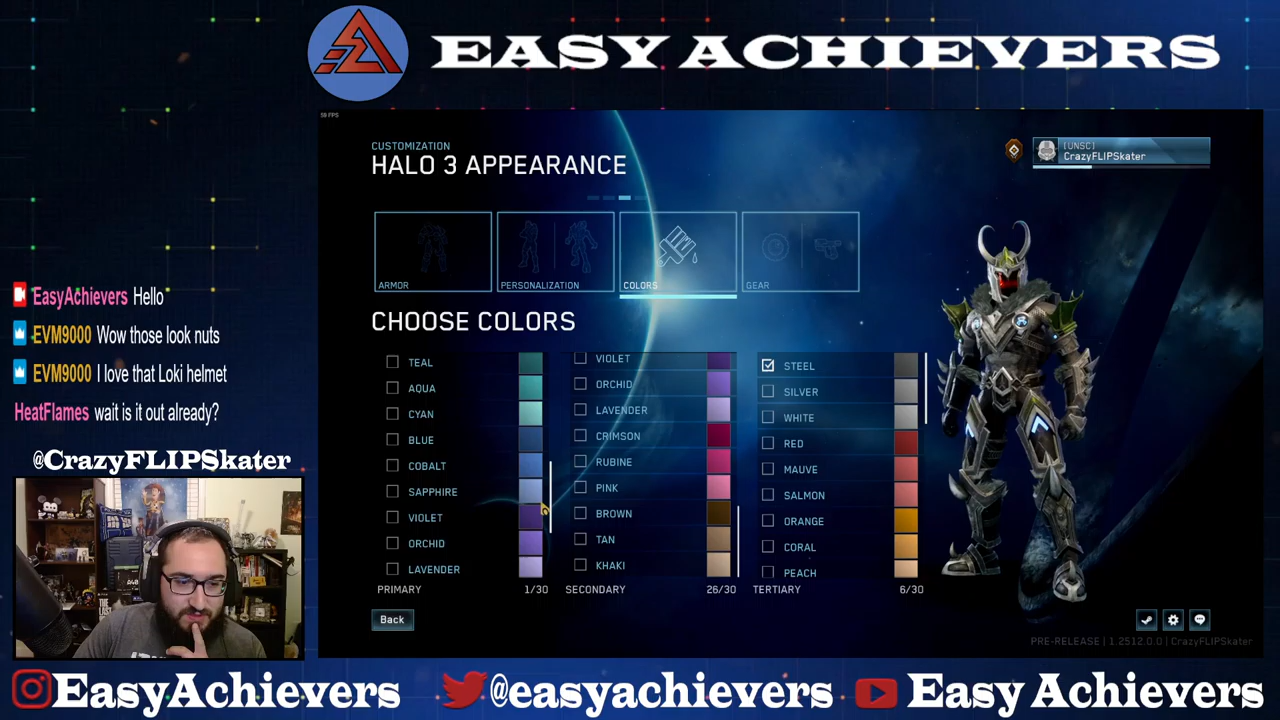 EASY ACHIEVERS
59 FPS
CUSTOMIZATION
HALO 3 APPEARANCE
[UNSC]
CrazyFLIPSkater
ARMOR
PERSONALIZATION
COLORS
GEAR
CHOOSE COLORS
TEAL
AQUA
CYAN
BLUE
COBALT
SAPPHIRE
VIOLET
ORCHID
LAVENDER
PRIMARY 1/30
VIOLET
ORCHID
LAVENDER
CRIMSON
RUBINE
PINK
BROWN
TAN
KHAKI
SECONDARY 26/30
STEEL
SILVER
WHITE
RED
MAUVE
SALMON
ORANGE
CORAL
PEACH
TERTIARY 6/30
Back
PRE-RELEASE | 1.2512.0.0 | CrazyFLIPSkater
EasyAchievers Hello
EVM9000 Wow those look nuts
EVM9000 I love that Loki helmet
HeatFlames wait is it out already?
@CrazyFLIPSkater
EasyAchievers
@easyachievers
Easy Achievers